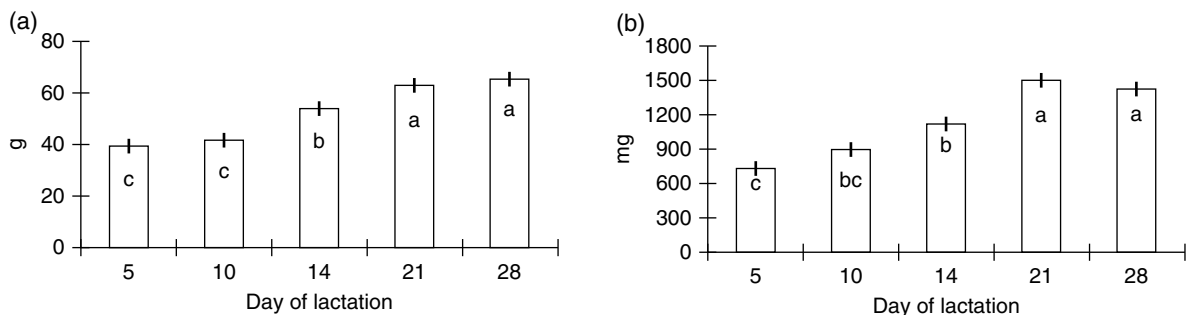 (a)
80
60
40
20
0
g
c
c
b
a
a
5 10 14 21 28
Day of lactation
(b)
1800
1500
1200
900
600
300
0
mg
c
bc
b
a
a
5 10 14 21 28
Day of lactation